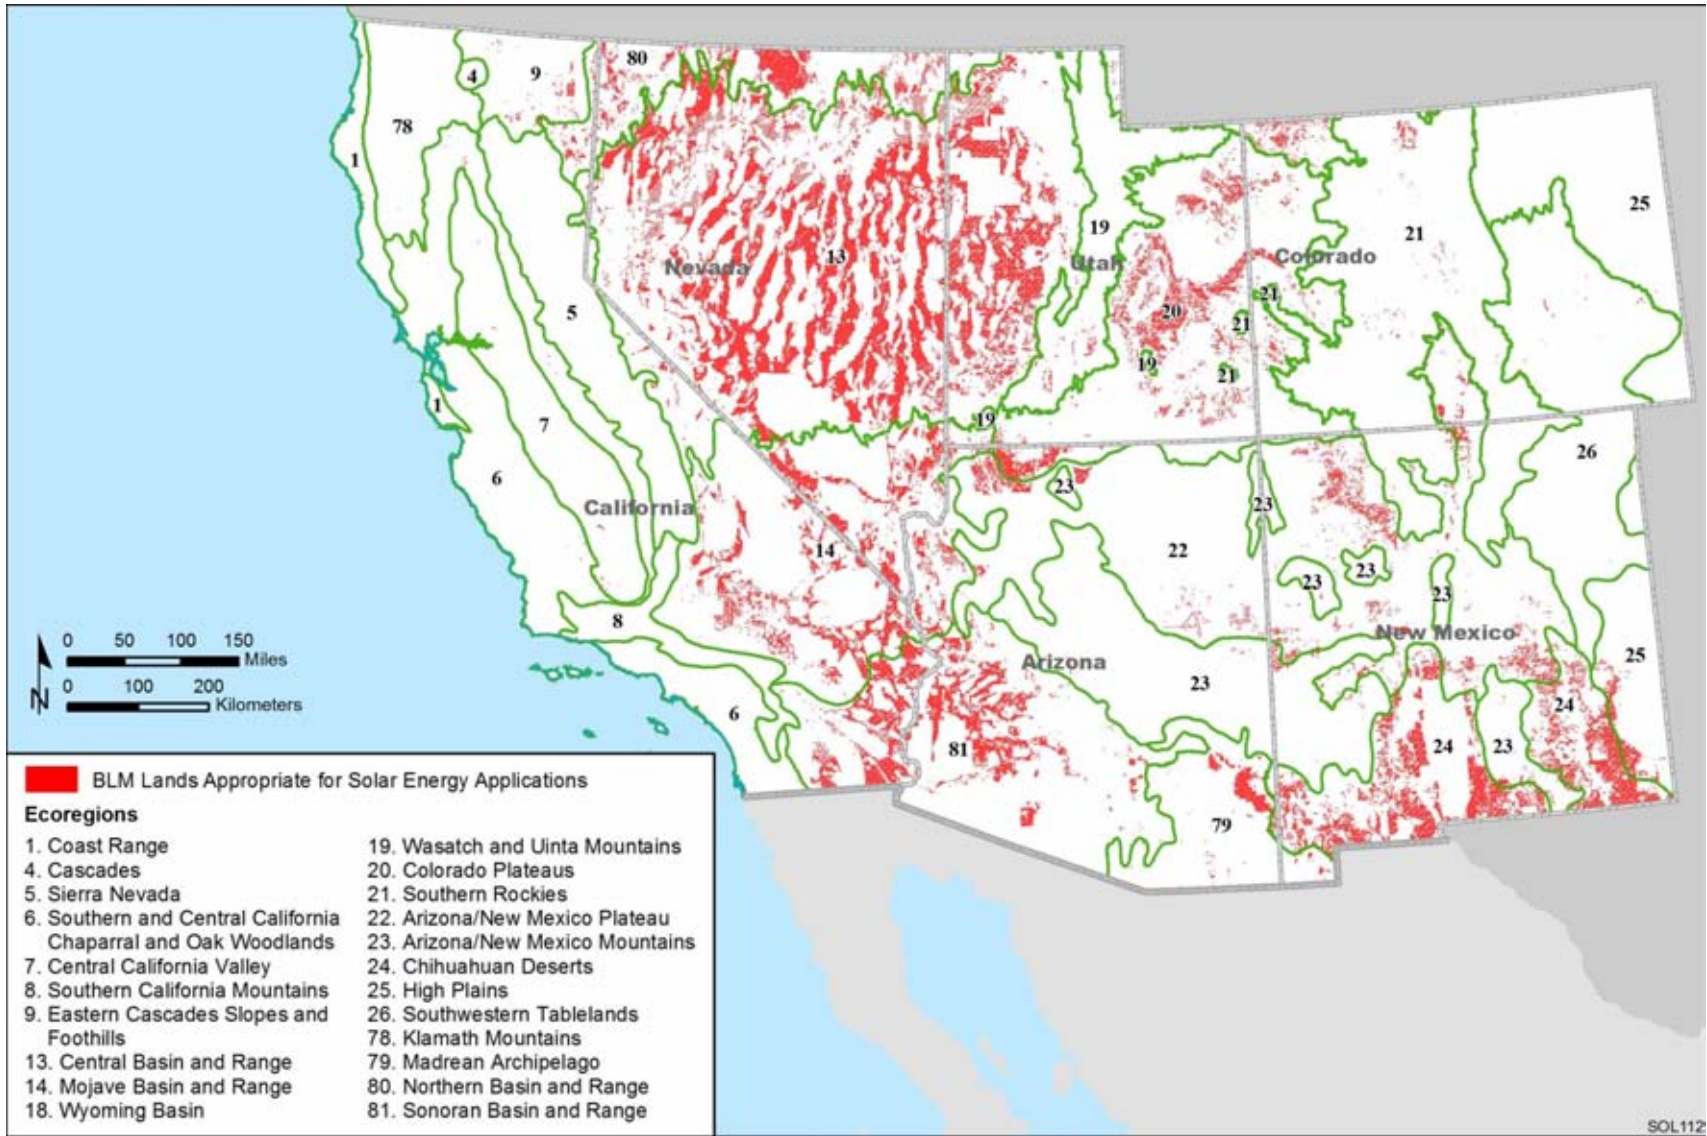 80
4
9
78
1
19
25
21
13
Nevada
Utah
Colorado
5
20
21
21
19
21
1
7
19
6
26
23
California
23
14
22
23
23
23
8
New Mexico
Arizona
25
23
6
81
24
24
23
79
0 50 100 150
Miles
0 100 200
Kilometers
N
BLM Lands Appropriate for Solar Energy Applications
Ecoregions
1. Coast Range
4. Cascades
5. Sierra Nevada
6. Southern and Central California
Chaparral and Oak Woodlands
7. Central California Valley
8. Southern California Mountains
9. Eastern Cascades Slopes and
Foothills
13. Central Basin and Range
14. Mojave Basin and Range
18. Wyoming Basin
19. Wasatch and Uinta Mountains
20. Colorado Plateaus
21. Southern Rockies
22. Arizona/New Mexico Plateau
23. Arizona/New Mexico Mountains
24. Chihuahuan Deserts
25. High Plains
26. Southwestern Tablelands
78. Klamath Mountains
79. Madrean Archipelago
80. Northern Basin and Range
81. Sonoran Basin and Range
SOL112